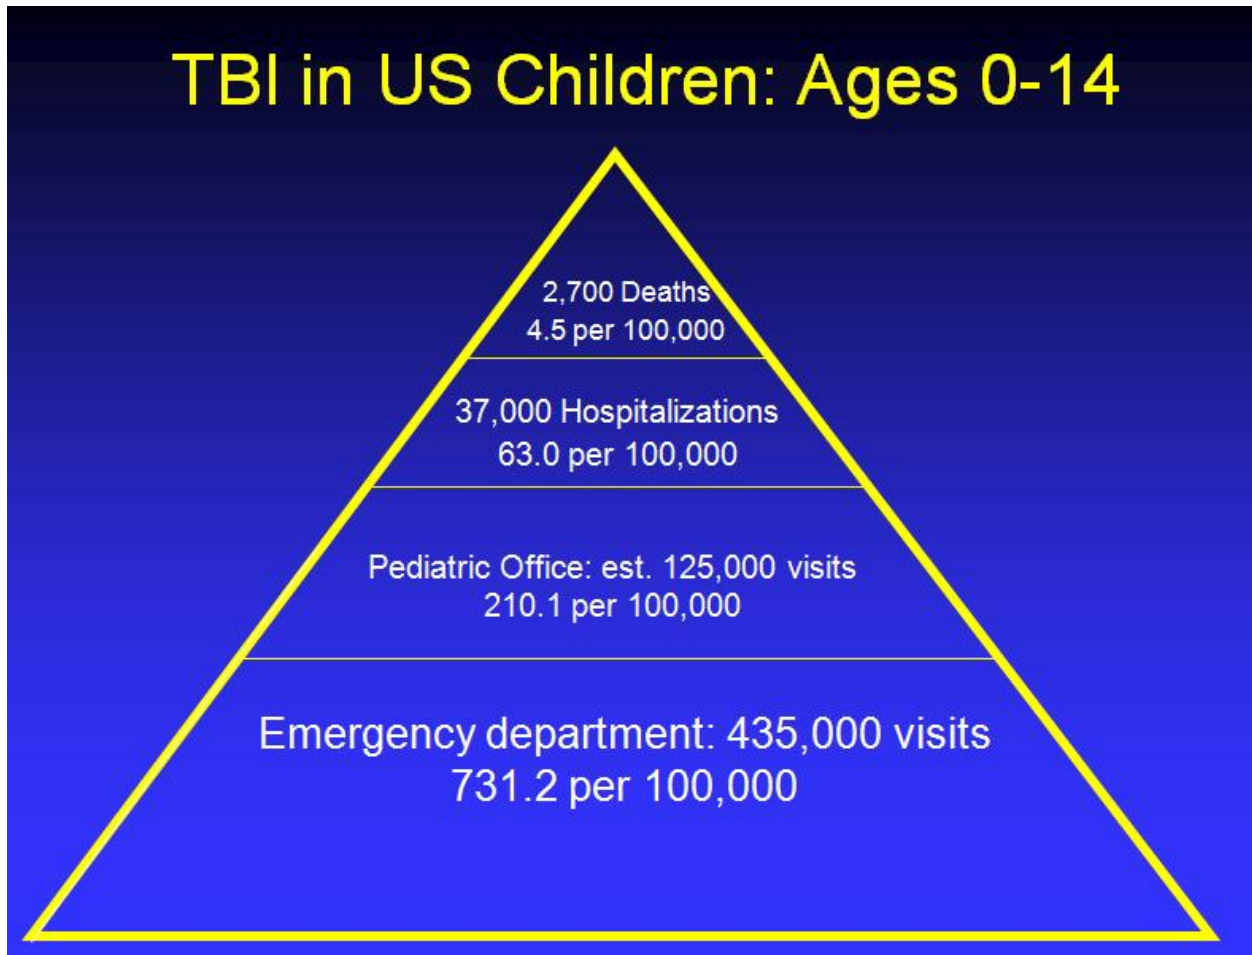 TBI in US Children: Ages 0-14
2,700 Deaths
4.5 per 100,000
37,000 Hospitalizations
63.0 per 100,000
Pediatric Office: est. 125,000 visits
210.1 per 100,000
Emergency department: 435,000 visits
731.2 per 100,000